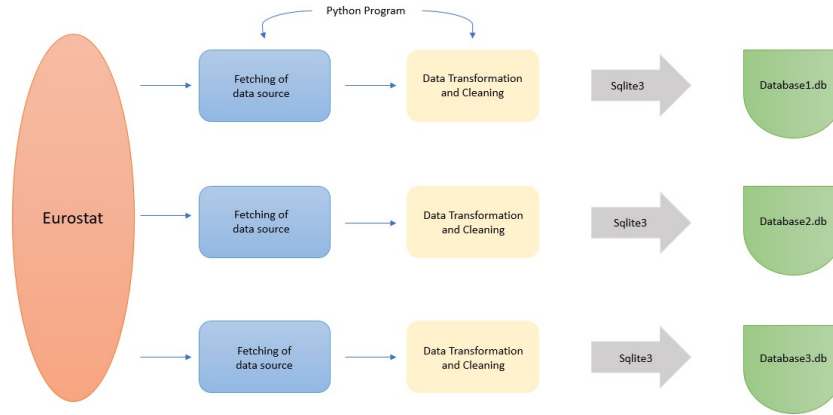 Python Program
Eurostat
Fetching of
data source
Data Transformation
and Cleaning
Sqlite3
Database1.db
Fetching of
data source
Data Transformation
and Cleaning
Sqlite3
Database2.db
Fetching of
data source
Data Transformation
and Cleaning
Sqlite3
Database3.db